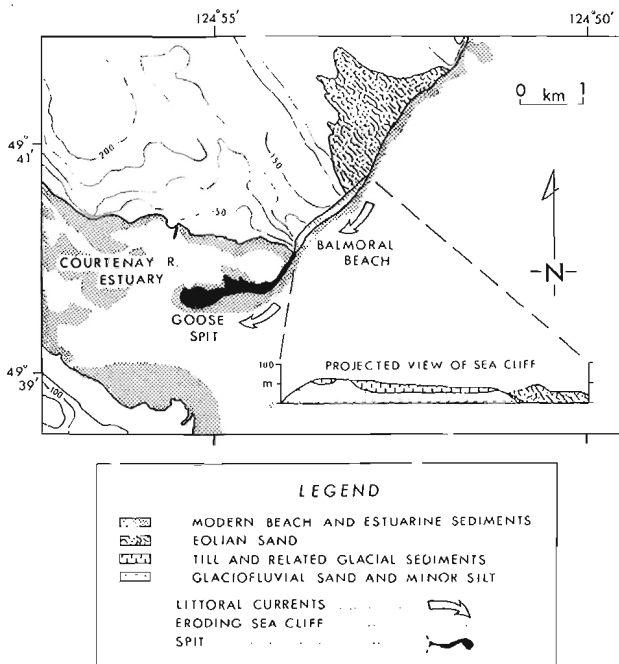 124° 55'
124° 50'
0 km 1
49° 41'
200
150
50
BALMORAL
BEACH
COURTENAY R.
ESTUARY
N
GOOSE
SPIT
PROJECTED VIEW OF SEA CLIFF
100
m
0
49° 39'
100
LEGEND
MODERN BEACH AND ESTUARINE SEDIMENTS
EOLIAN SAND
TILL AND RELATED GLACIAL SEDIMENTS
GLACIOFLUVIAL SAND AND MINOR SILT
LITTORAL CURRENTS
ERODING SEA CLIFF
SPIT